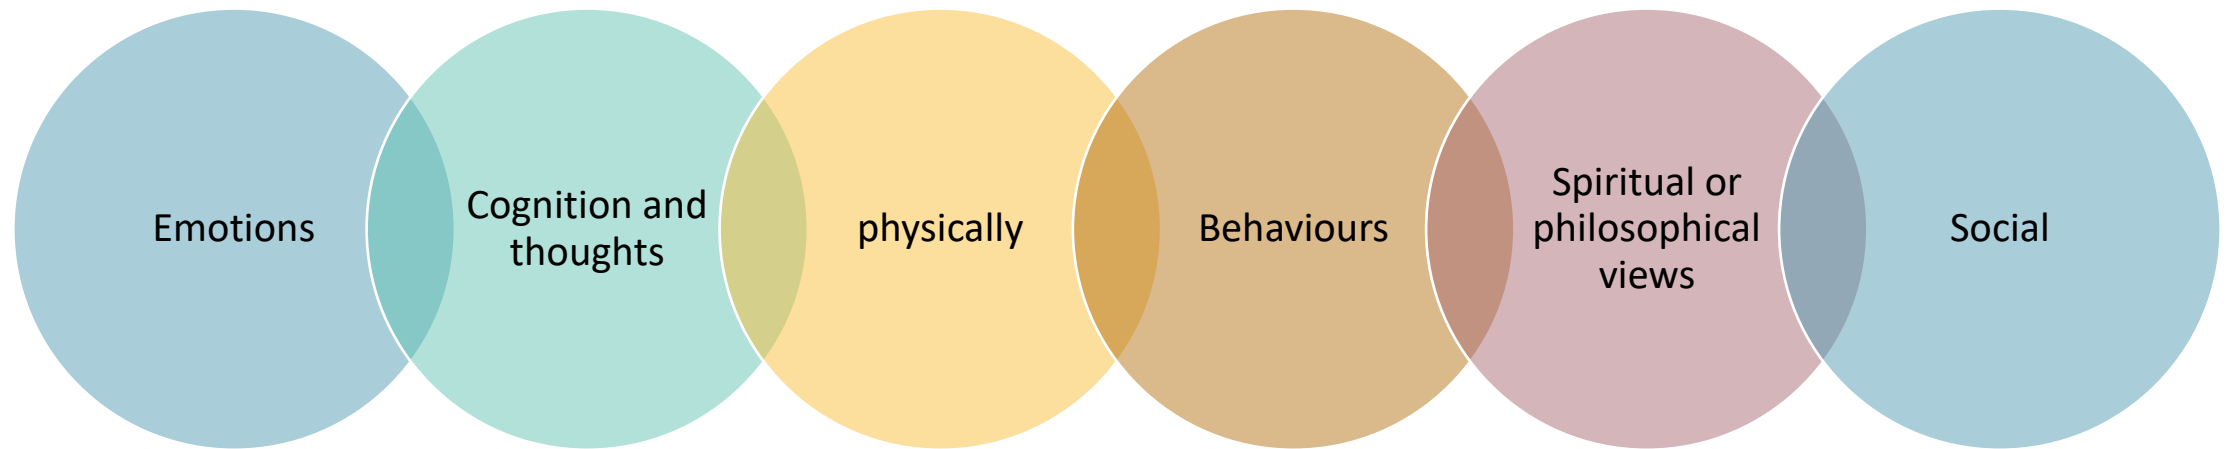 Emotions
Cognition and
thoughts
physically
Behaviours
Spiritual or
philosophical
views
Social